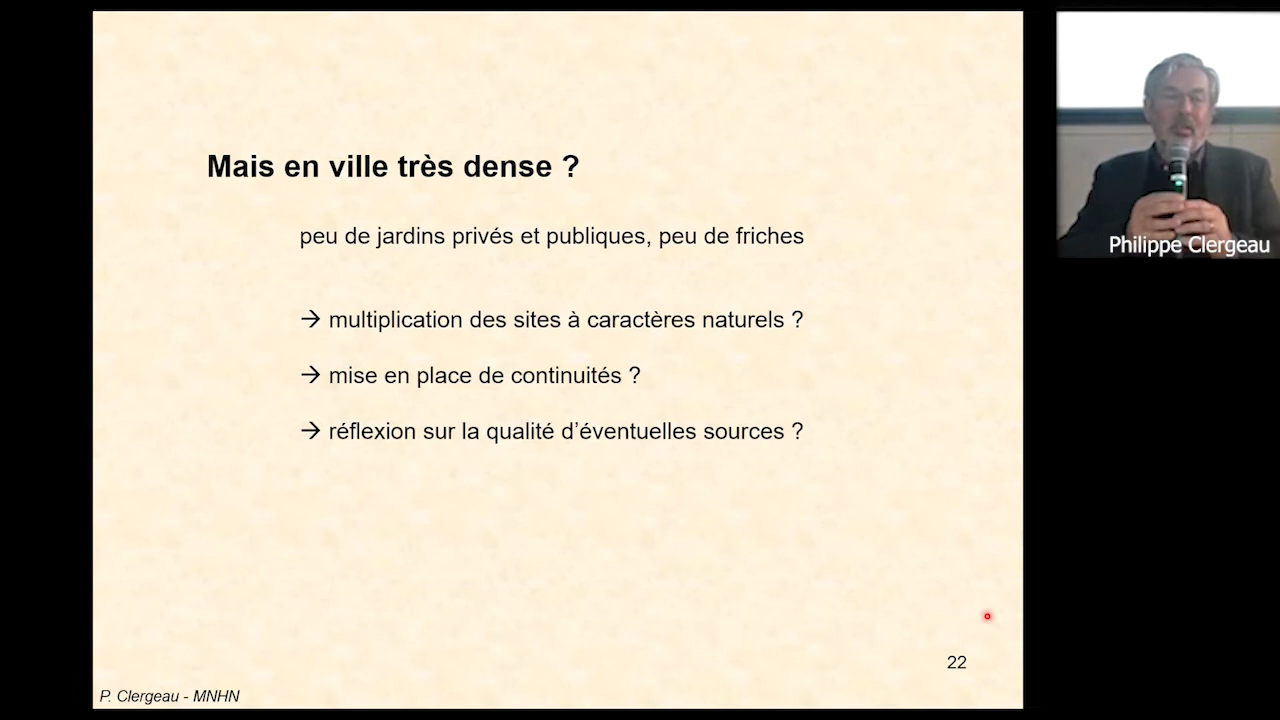 Mais en ville très dense ?
peu de jardins privés et publiques, peu de friches
→ multiplication des sites à caractères naturels ?
→ mise en place de continuités ?
→ réflexion sur la qualité d’éventuelles sources ?
22
P. Clergeau - MNHN
Philippe Clergeau